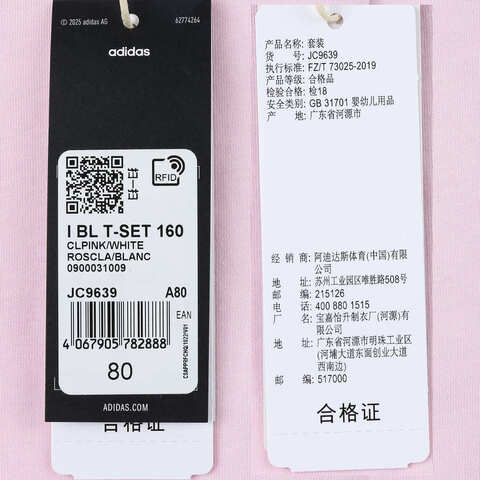 © 2025 adidas AG
62774264
adidas
RFID
I BL T-SET 160
CLPINK/WHITE
ROSCLA/BLANC
0900031009
JC9639 A80
EAN
4 067905 782888
80
ADIDAS.COM
合格证
产品名称: 套装
货 号: JC9639
执行标准: FZ/T 73025-2019
产品等级: 合格品
检验合格: 检18
安全类别: GB 31701 婴幼儿用品
产 地: 广东省河源市
经 销 商: 阿迪达斯体育(中国)有限
公司
地 址: 苏州工业园区唯胜路508号
邮 编: 215126
电 话: 400 880 1515
厂 商: 宝嘉怡升制衣厂(河源)有
限公司
地 址: 广东省河源市明珠工业区
(河埔大道东面创业大道
西南边)
邮 编: 517000
合格证